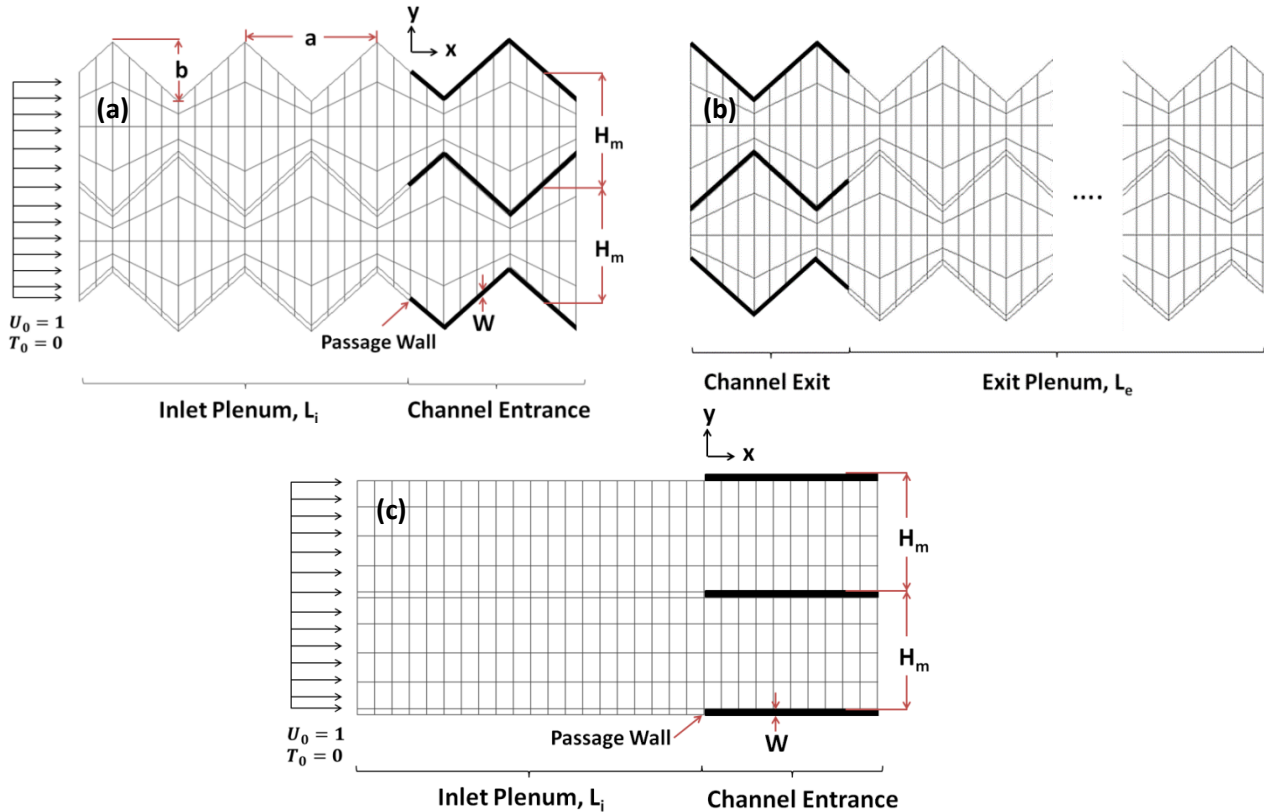 y
x
a
b
(a)
H_m
H_m
W
U_0 = 1
T_0 = 0
Passage Wall
Inlet Plenum, L_i
Channel Entrance
(b)
....
Channel Exit
Exit Plenum, L_e
y
x
(c)
H_m
H_m
W
U_0 = 1
T_0 = 0
Passage Wall
Inlet Plenum, L_i
Channel Entrance